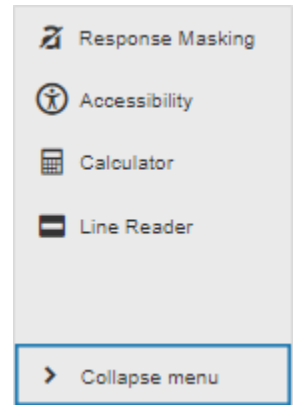 Response Masking
Accessibility
Calculator
Line Reader
Collapse menu